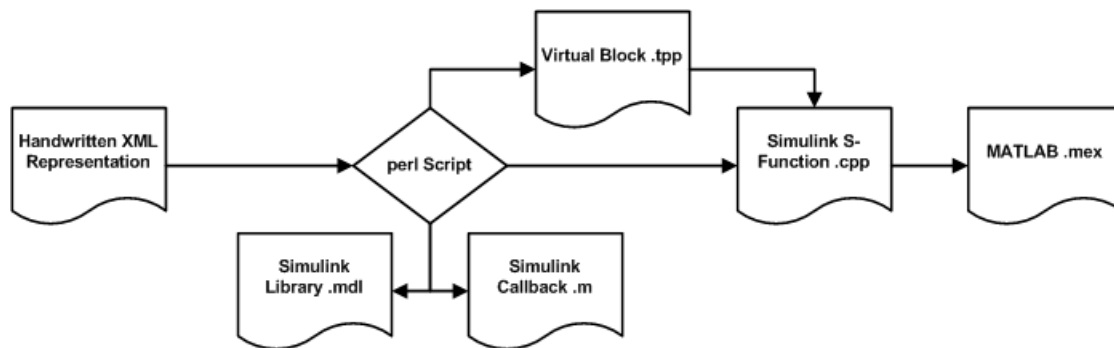 Virtual Block .tpp
Handwritten XML
Representation
perl Script
Simulink S-
Function .cpp
MATLAB .mex
Simulink
Library .mdl
Simulink
Callback .m